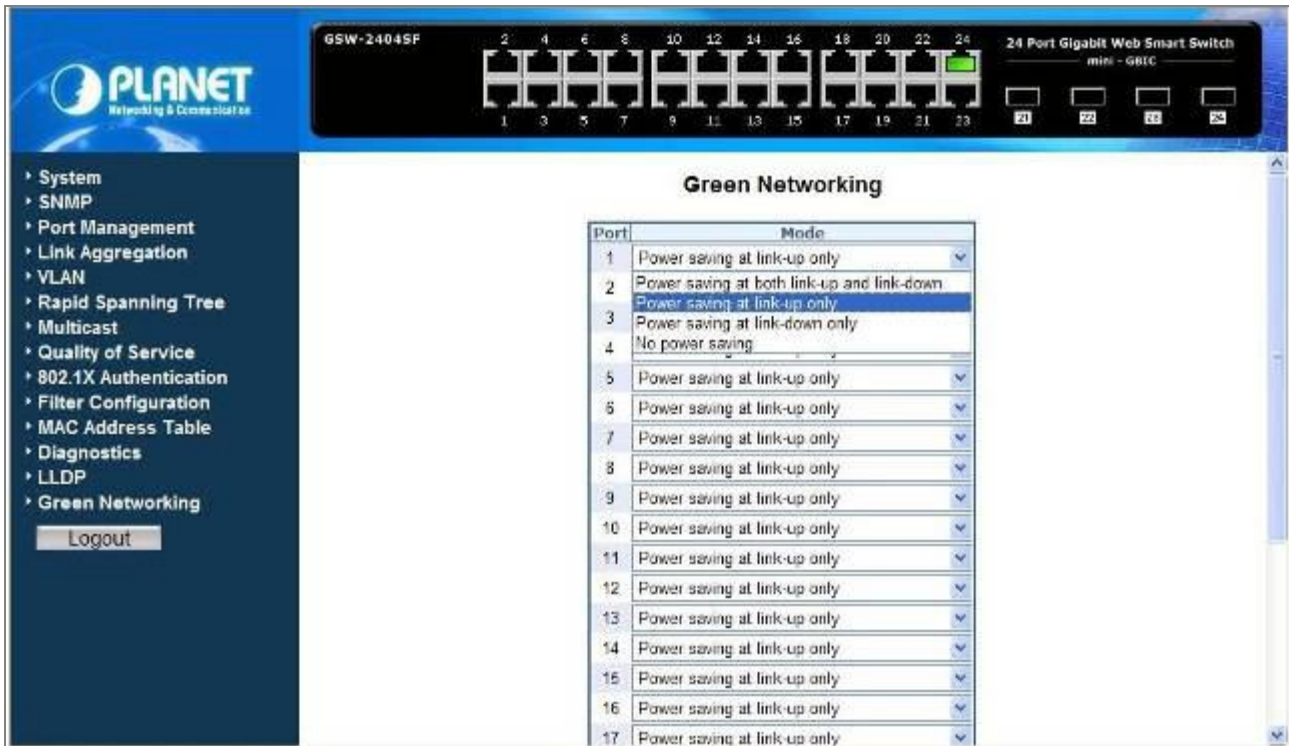 GSW-2404SF
2 4 6 8 10 12 14 16 18 20 22 24
24 Port Gigabit Web Smart Switch
mini - GBIC
PLANET
Networking & Communication
1 3 5 7 9 11 13 15 17 19 21 23
21 22 23 24
System
SNMP
Port Management
Link Aggregation
VLAN
Rapid Spanning Tree
Multicast
Quality of Service
802.1X Authentication
Filter Configuration
MAC Address Table
Diagnostics
LLDP
Green Networking
Logout
Green Networking
Port Mode
1 Power saving at link-up only
2 Power saving at both link-up and link-down
Power saving at link-up only
3 Power saving at link-down only
4 No power saving
5 Power saving at link-up only
6 Power saving at link-up only
7 Power saving at link-up only
8 Power saving at link-up only
9 Power saving at link-up only
10 Power saving at link-up only
11 Power saving at link-up only
12 Power saving at link-up only
13 Power saving at link-up only
14 Power saving at link-up only
15 Power saving at link-up only
16 Power saving at link-up only
17 Power saving at link-up only